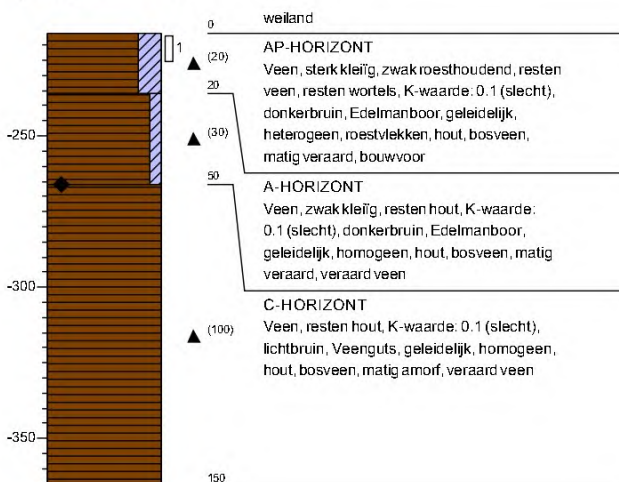 0
weiland
1
(20)
AP-HORIZONT
Veen, sterk kleiïg, zwak roesthoudend, resten
veen, resten wortels, K-waarde: 0.1 (slecht),
donkerbruin, Edelmanboor, geleidelijk,
heterogeen, roestvlekken, hout, bosveen,
matig veraard, bouwvoor
20
-250
(30)
50
A-HORIZONT
Veen, zwak kleiïg, resten hout, K-waarde:
0.1 (slecht), donkerbruin, Edelmanboor,
geleidelijk, homogeen, hout, bosveen, matig
veraard, veraard veen
-300
(100)
C-HORIZONT
Veen, resten hout, K-waarde: 0.1 (slecht),
lichtbruin, Veenguts, geleidelijk, homogeen,
hout, bosveen, matig amorf, veraard veen
-350
150